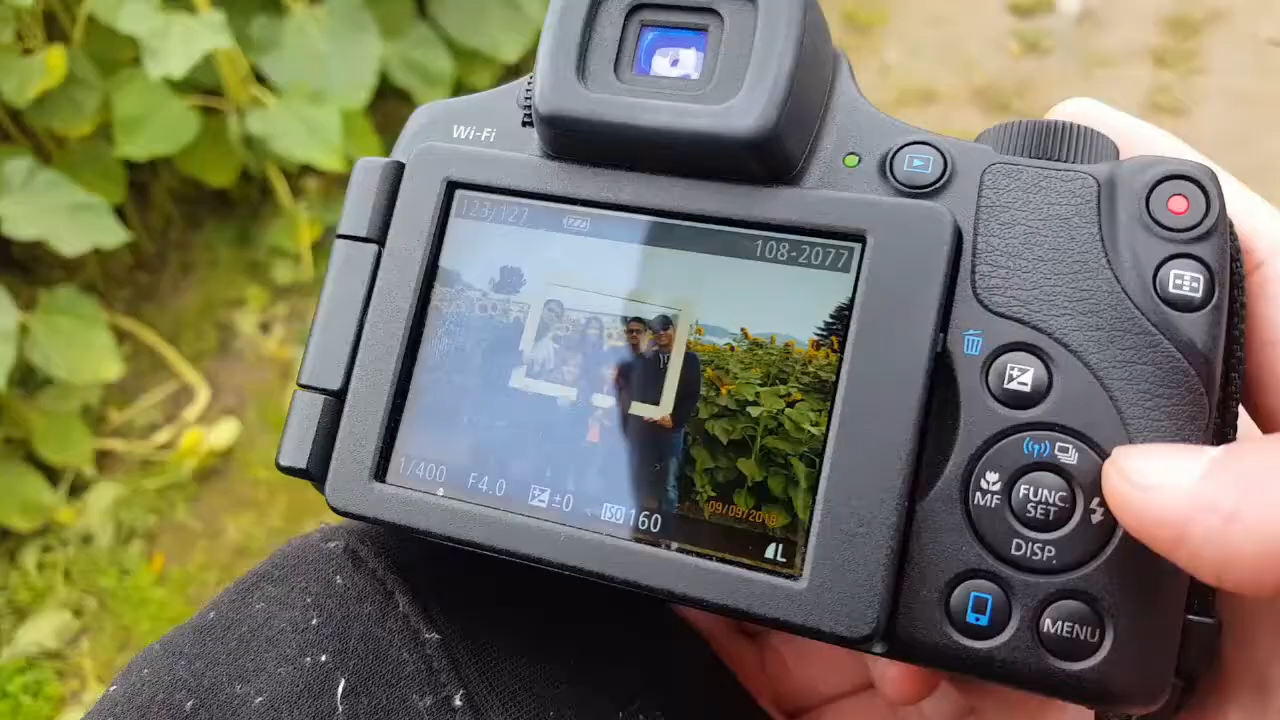 Wi-Fi
123/127
108-2077
1/400
F4.0
±0
ISO 160
09/09/2018
L
MF
FUNC.
SET
DISP.
MENU